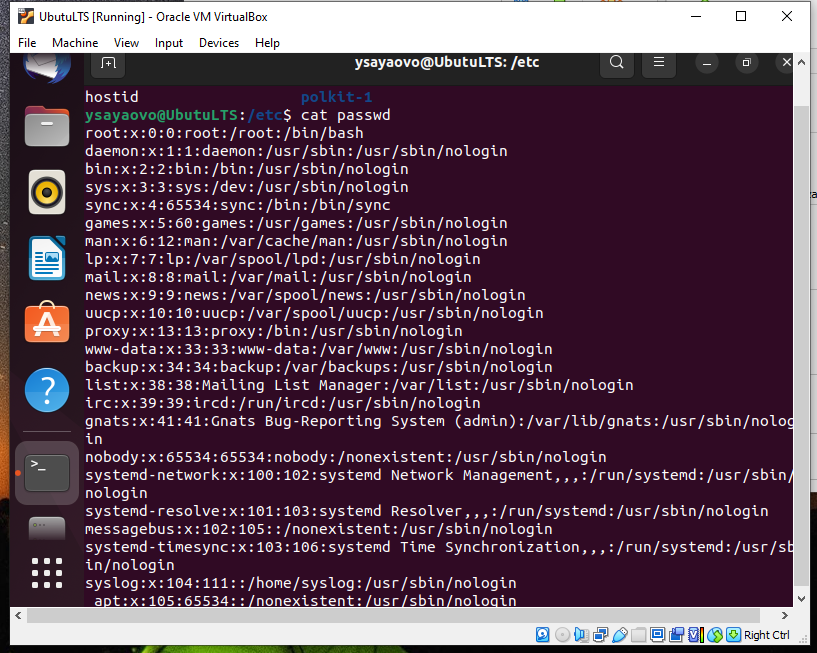 UbutuLTS [Running] - Oracle VM VirtualBox
File Machine View Input Devices Help
ysayaovo@UbutuLTS: /etc
hostid polkit-1
ysayaovo@UbutuLTS:/etc$ cat passwd
root:x:0:0:root:/root:/bin/bash
daemon:x:1:1:daemon:/usr/sbin:/usr/sbin/nologin
bin:x:2:2:bin:/bin:/usr/sbin/nologin
sys:x:3:3:sys:/dev:/usr/sbin/nologin
sync:x:4:65534:sync:/bin:/bin/sync
games:x:5:60:games:/usr/games:/usr/sbin/nologin
man:x:6:12:man:/var/cache/man:/usr/sbin/nologin
lp:x:7:7:lp:/var/spool/lpd:/usr/sbin/nologin
mail:x:8:8:mail:/var/mail:/usr/sbin/nologin
news:x:9:9:news:/var/spool/news:/usr/sbin/nologin
uucp:x:10:10:uucp:/var/spool/uucp:/usr/sbin/nologin
proxy:x:13:13:proxy:/bin:/usr/sbin/nologin
www-data:x:33:33:www-data:/var/www:/usr/sbin/nologin
backup:x:34:34:backup:/var/backups:/usr/sbin/nologin
list:x:38:38:Mailing List Manager:/var/list:/usr/sbin/nologin
irc:x:39:39:ircd:/run/ircd:/usr/sbin/nologin
gnats:x:41:41:Gnats Bug-Reporting System (admin):/var/lib/gnats:/usr/sbin/nolog
in
nobody:x:65534:65534:nobody:/nonexistent:/usr/sbin/nologin
systemd-network:x:100:102:systemd Network Management,,,:/run/systemd:/usr/sbin/
nologin
systemd-resolve:x:101:103:systemd Resolver,,,:/run/systemd:/usr/sbin/nologin
messagebus:x:102:105::/nonexistent:/usr/sbin/nologin
systemd-timesync:x:103:106:systemd Time Synchronization,,,:/run/systemd:/usr/sb
in/nologin
syslog:x:104:111::/home/syslog:/usr/sbin/nologin
_apt:x:105:65534::/nonexistent:/usr/sbin/nologin
Right Ctrl